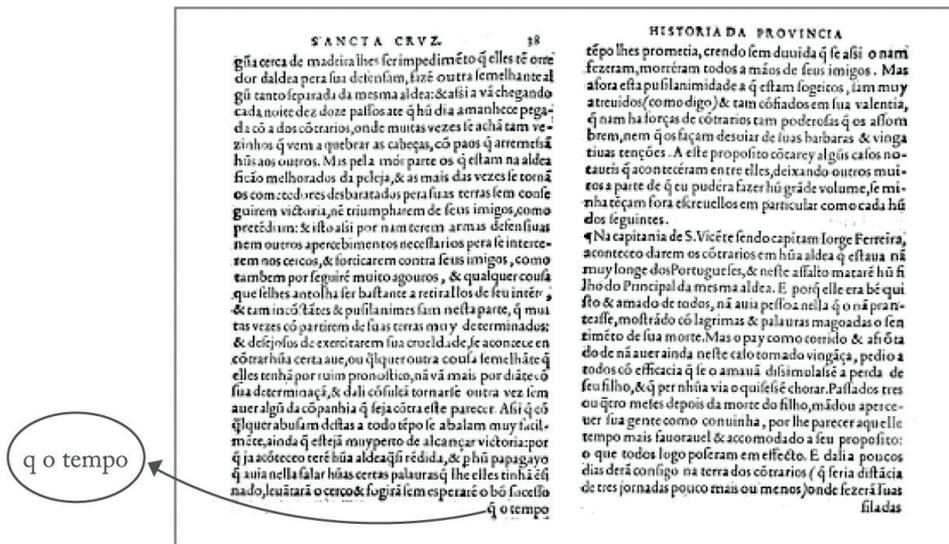 SANCTA CRVZ. 38
gũa cerca de madeira lhes ser impedimẽto q̃ elles tẽ orde
dor daldea pera sua defensam, fazẽ outra semelhante al
gũ tanto separada da mesma aldea: & assi a vã chegando
cada noite dez doze passos ate q̃ hũ dia amanhece pega-
da cõ a dos cõtrarios, onde muitas vezes se achã tam ve-
zinhos q̃ vem a quebrar as cabeças, cõ paos q̃ arremessã
hũs aos outros. Mas pela mór parte os q̃ estam na aldea
ficão melhorados da peleja, & as mais das vezes se tornã
os cometedores desbaratados pera suas terras sem conse
guirem victoria, nẽ triumpharem de seus imigos, como
pretẽdiam: & isto assi por nam terem armas defensiuas
nem outros apercebimentos necessarios pera se interte-
rem nos cercos, & forticarem contra seus imigos, como
tambem por seguirẽ muito agouros, & qualquer cousa
que selhes antolha ser bastante a retirallos de seu intẽto,
& tam incõstãtes & pusilanimes sam nesta parte, q̃ mui
tas vezes cõ partirem de suas terras muy determinados:
& desejosos de exercitarem sua crueldade, se acontece en
cõtrar hũa certa aue, ou q̃lquer outra cousa semelhãte q̃
elles tenhã por ruim pronostico, nã vã mais por diãte cõ
sua determinaçã, & dali cõsulcã tornarse outra vez sem
auer algũ da cõpanhia q̃ seja cõtra este parecer. Assi q̃ cõ
q̃lquer abusam destas a todo tẽpo se abalam muy facil-
mẽte, ainda q̃ estejã muy perto de alcançar victoria: por
q̃ ja acõteceo terẽ hũa aldea q̃si rẽdida, & p hũ papagayo
q̃ auia nella falar hũas certas palauras q̃ lhe elles tinhã ẽsi
nado, leuãtarã o cerco & fugirã sem esperarẽ o bõ successo
q̃ o tempo
q o tempo
HISTORIA DA PROVINCIA
tẽpo lhes prometia, crendo sem duuida q̃ se assi o nam
fezeram, morrèram todos a mãos de seus imigos. Mas
afora esta pusilanimidade a q̃ estam sogeitos, sam muy
atreuidos (como digo) & tam cõfiados em sua valentia,
q̃ nam ha forças de cõtrarios tam poderosas q̃ os assom
brem, nem q̃ os façam desuiar de suas barbaras & vinga
tiuas tenções. A este proposito cõtarey algũs casos no-
taueis q̃ aconteceram entre elles, deixando outros mui-
tos a parte de q̃ eu pudéra fazer hũ grãde volume, se mi-
nha tẽçam fora escreuellos em particular como cada hũ
dos seguintes.
¶Na capitania de S. Vicẽte sendo capitam Iorge Ferreira,
aconteceo darem os cõtrarios em hũa aldea q̃ estaua nã
muy longe dos Portugueses, & neste assalto matarẽ hũ fi
lho do Principal da mesma aldea. E porq̃ elle era bẽ qui
sto & amado de todos, nã auia pessoa nella q̃ o nã pran-
teasse, mostrãdo cõ lagrimas & palauras magoadas o sen
timẽto de sua morte. Mas o pay como corrido & afrõta
do de nã auer ainda neste caso tomado vingãça, pedio a
todos cõ efficacia q̃ se o amauã dissimulassẽ a perda de
seu filho, & q̃ per nhũa via o quisessẽ chorar. Passados tres
ou q̃tro meses depois da morte do filho, mãdou aperce-
uer sua gente como conuinha, por lhe parecer aquelle
tempo mais fauorauel & accomodado a seu proposito:
o que todos logo poseram em effecto. E dalia poucos
dias derã consigo na terra dos cõtrarios (q̃ seria distãcia
de tres jornadas pouco mais ou menos) onde fezerã suas
siladas